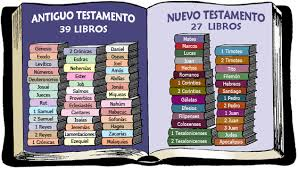 ANTIGUO TESTAMENTO
39 LIBROS
Génesis
Exodo
Levítico
Números
Deuteronomio
Josué
Jueces
Rut
1 Samuel
2 Samuel
1 Reyes
2 Reyes
1 Crónicas
2 Crónicas
Esdras
Nehemías
Ester
Job
Salmos
Proverbios
Eclesiastés
Cantares
Isaías
Jeremías
Lamentaciones
Ezequiel
Daniel
Oseas
Joel
Amós
Abdías
Jonás
Miqueas
Nahum
Habacuc
Sofonías
Hageo
Zacarías
Malaquías
NUEVO TESTAMENTO
27 LIBROS
Mateo
Marcos
Lucas
Juan
Hechos
Romanos
1 Corintios
2 Corintios
Gálatas
Efesios
Filipenses
Colosenses
1 Tesalonicenses
2 Tesalonicenses
1 Timoteo
2 Timoteo
Tito
Filemón
Hebreos
Santiago
1 Pedro
2 Pedro
1 Juan
2 Juan
3 Juan
Judas
Apocalipsis